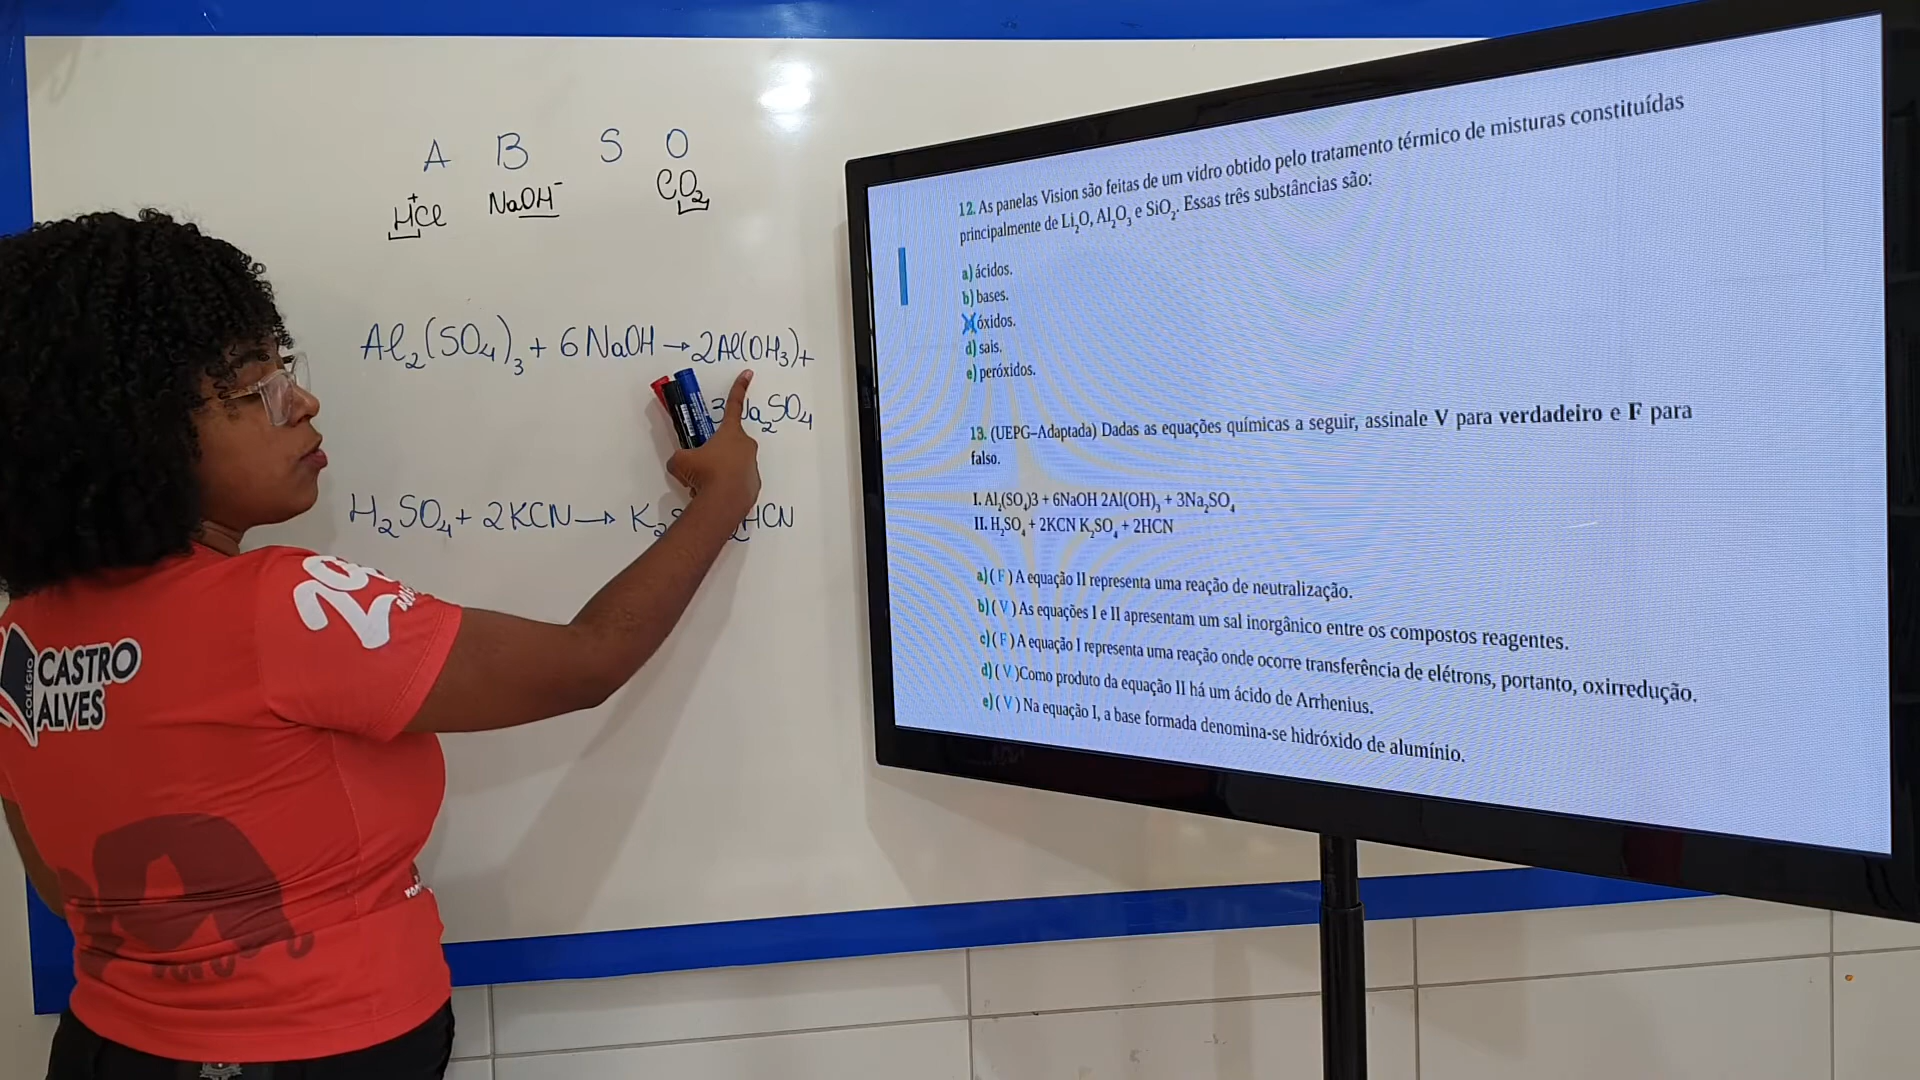 A B S O
H⁺Cl NaOH⁻ CO₂
Al₂(SO₄)₃ + 6NaOH → 2Al(OH₃)+
3Na₂SO₄
H₂SO₄ + 2KCN → K₂S HCN
CASTRO
ALVES
COLÉGIO
12. As panelas Vision são feitas de um vidro obtido pelo tratamento térmico de misturas constituídas
principalmente de Li₂O, Al₂O₃ e SiO₂. Essas três substâncias são:
a) ácidos.
b) bases.
óxidos.
d) sais.
e) peróxidos.
13. (UEPG-Adaptada) Dadas as equações químicas a seguir, assinale V para verdadeiro e F para
falso.
I. Al₂(SO₄)3 + 6NaOH 2Al(OH)₃ + 3Na₂SO₄
II. H₂SO₄ + 2KCN K₂SO₄ + 2HCN
a) ( F ) A equação II representa uma reação de neutralização.
b) ( V ) As equações I e II apresentam um sal inorgânico entre os compostos reagentes.
c) ( F ) A equação I representa uma reação onde ocorre transferência de elétrons, portanto, oxirredução.
d) ( V )Como produto da equação II há um ácido de Arrhenius.
e) ( V ) Na equação I, a base formada denomina-se hidróxido de alumínio.